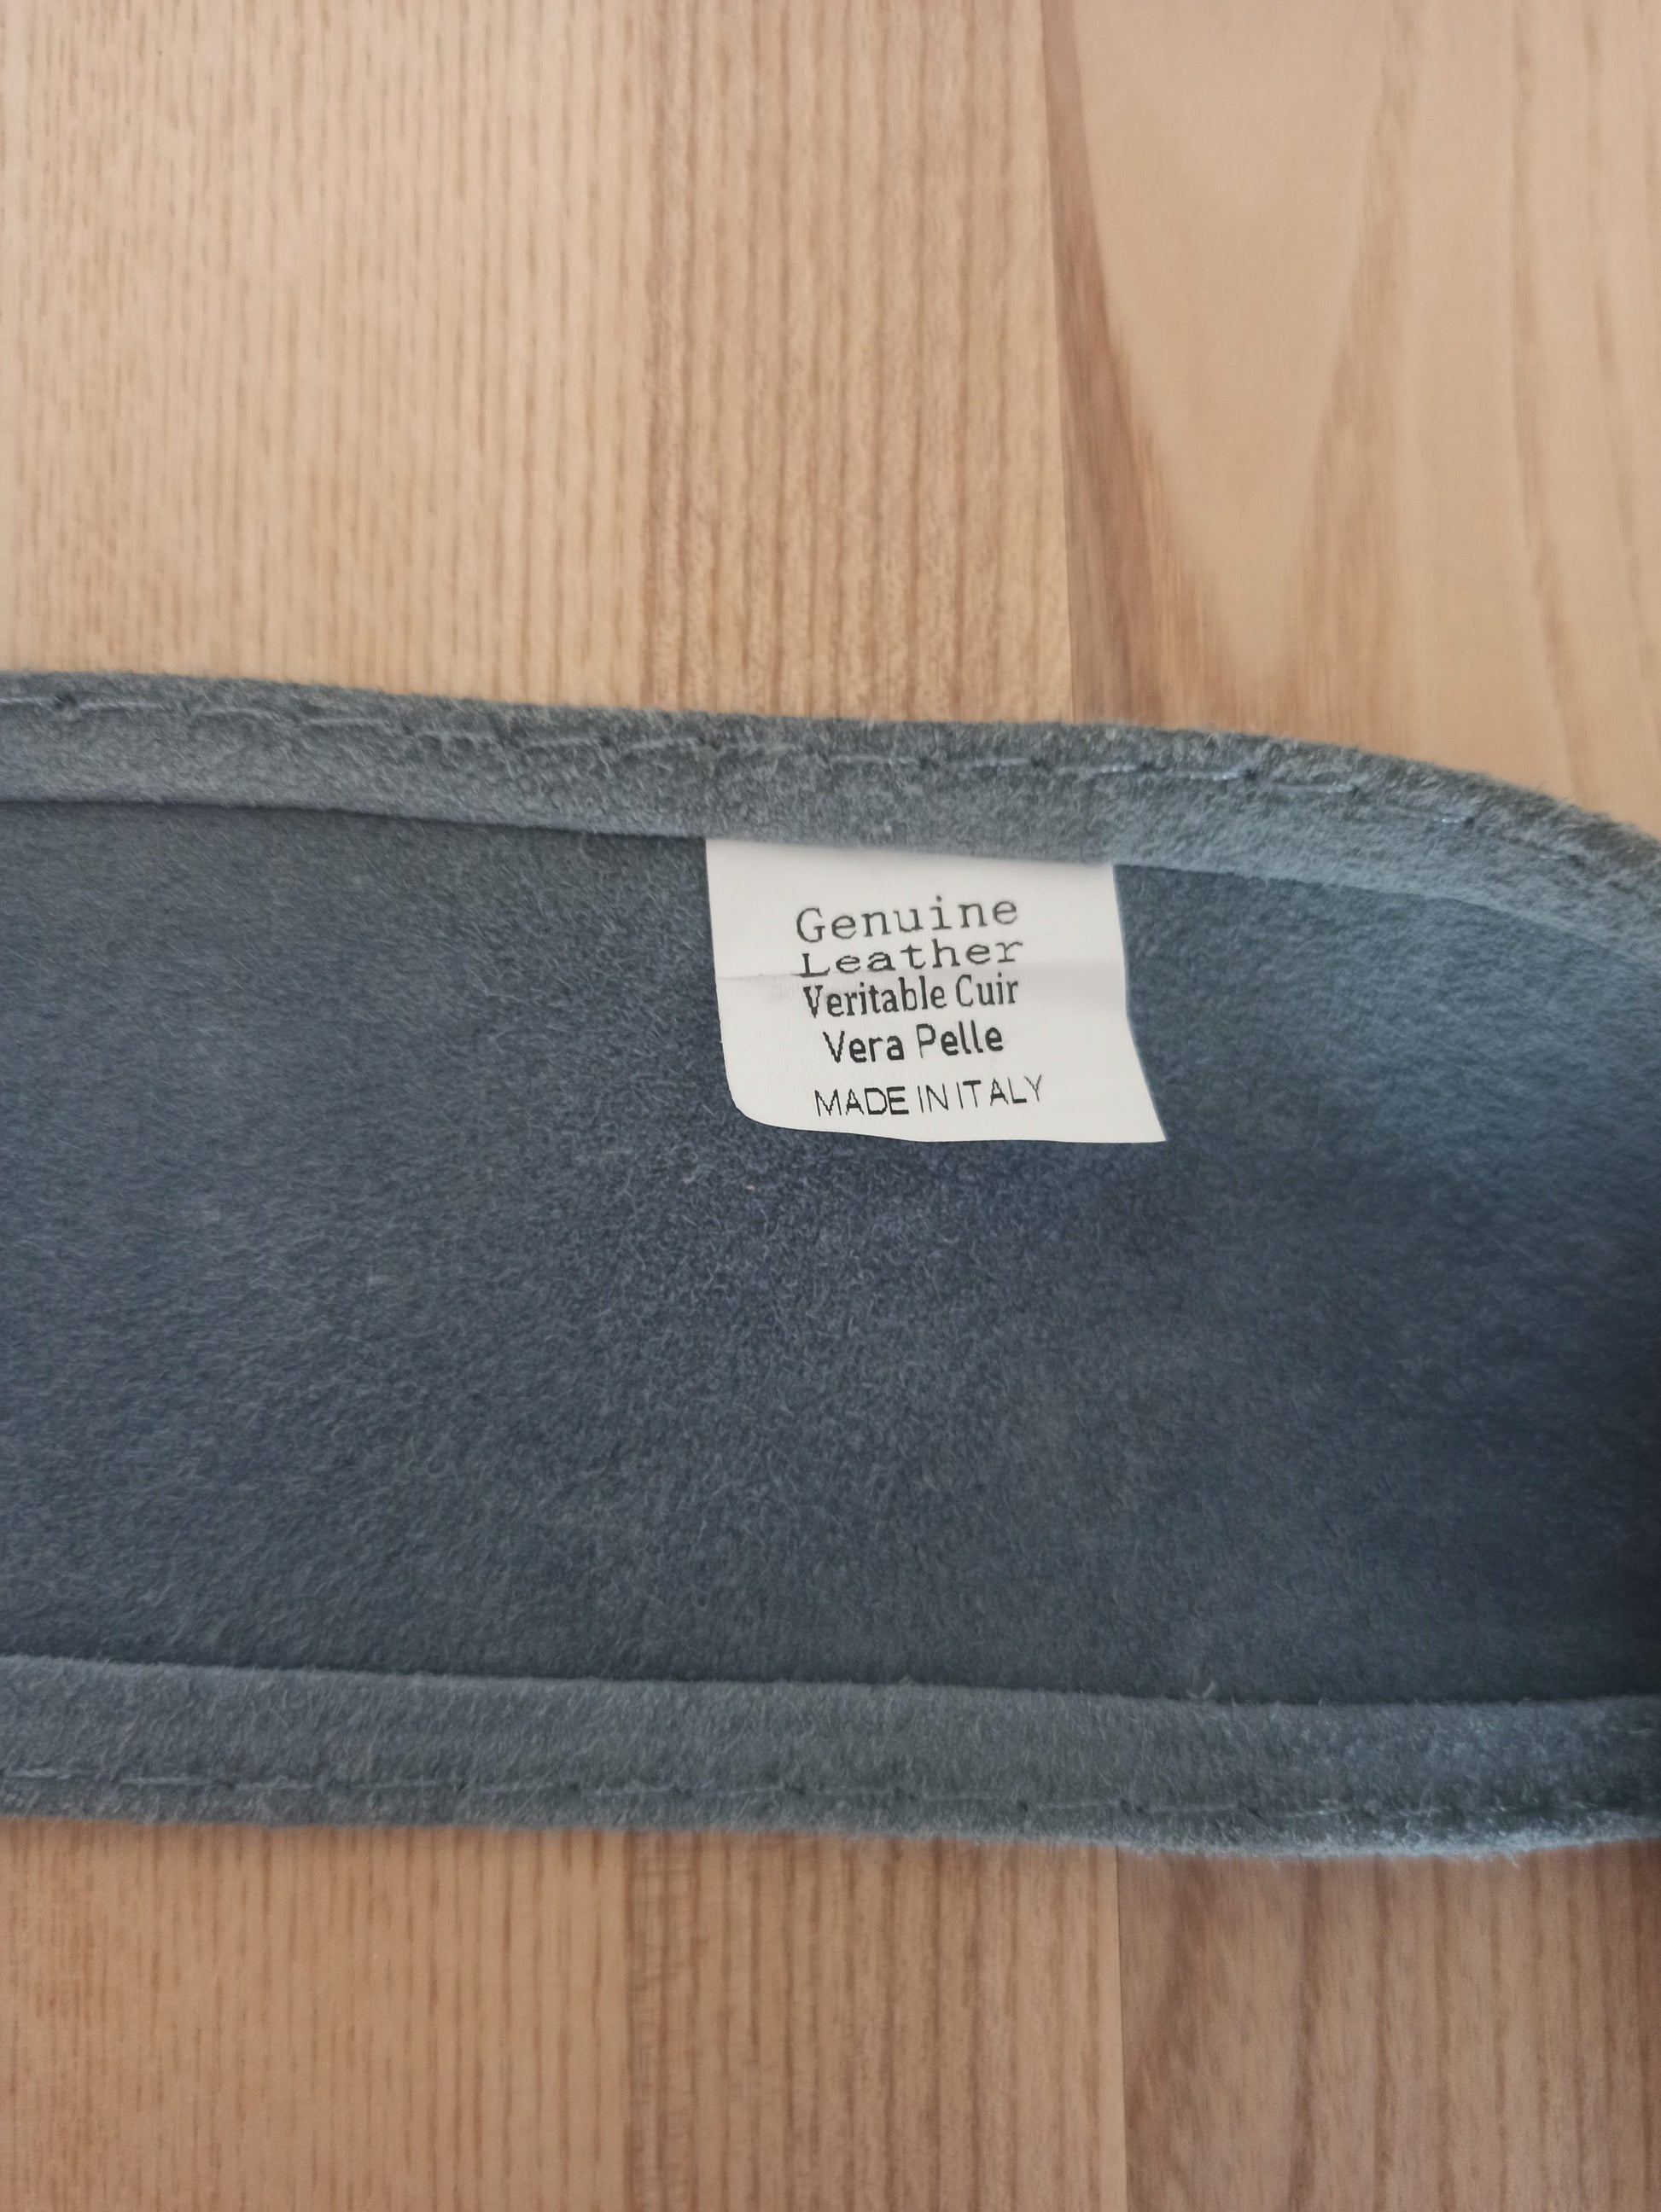 Genuine
Leather
Veritable Cuir
Vera Pelle
MADE IN ITALY